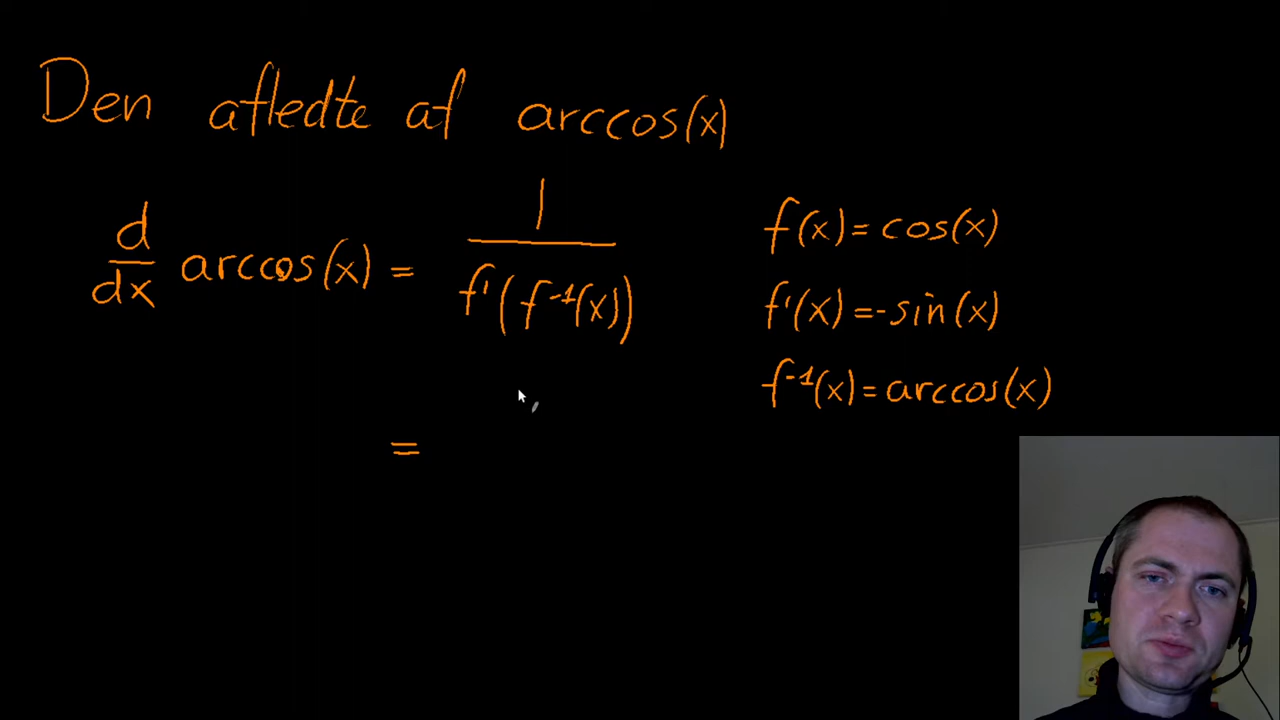 Den afledte af arccos(x)
d/dx arccos(x) = 1/f'(f⁻¹(x))
=
f(x) = cos(x)
f'(x) = -sin(x)
f⁻¹(x) = arccos(x)